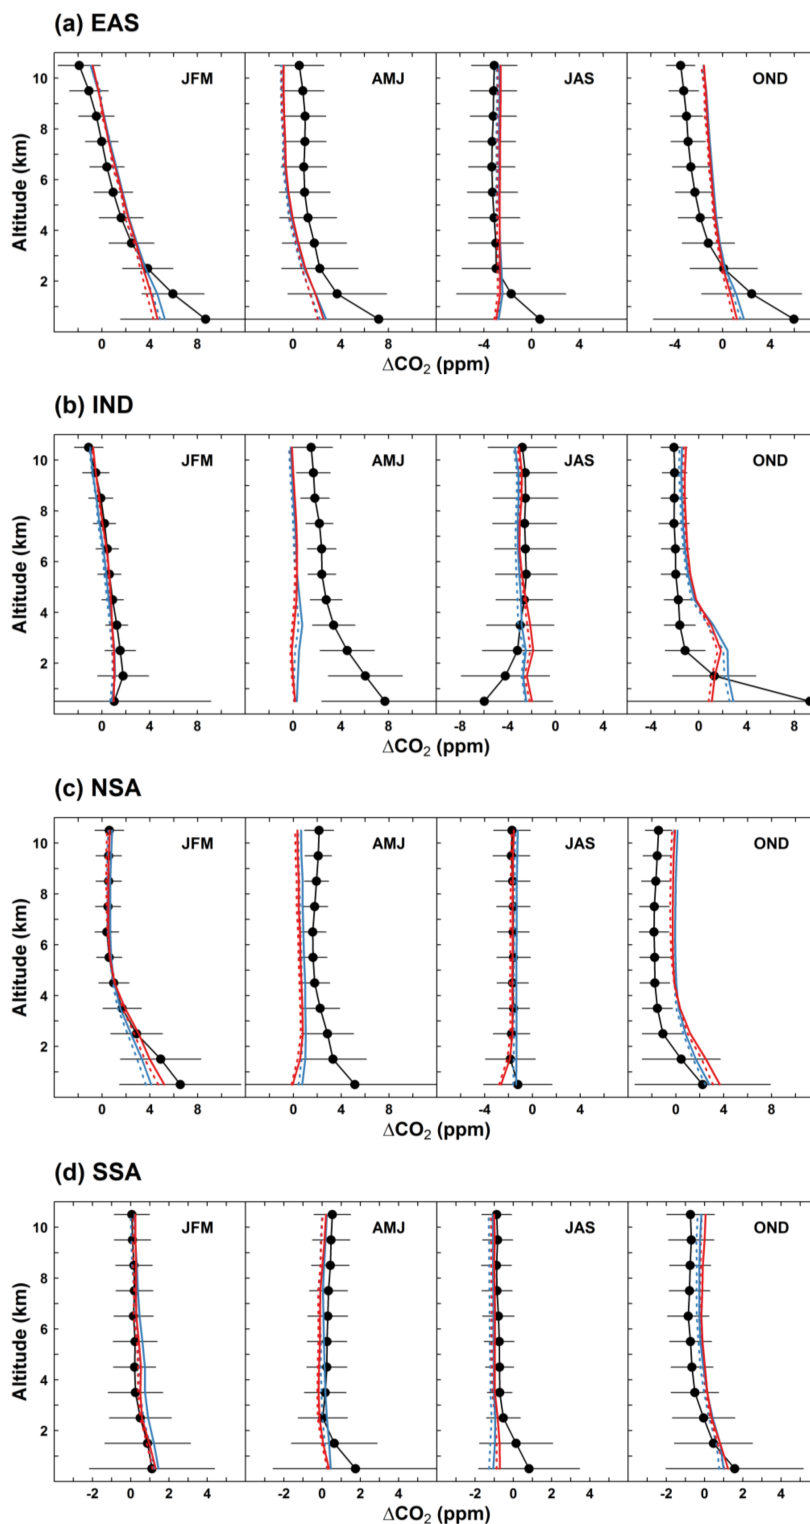 (a) EAS
JFM AMJ JAS OND
10
8
6
4
2
Altitude (km)
0 4 8 0 4 8 -4 0 4 -4 0 4
ΔCO₂ (ppm)
(b) IND
JFM AMJ JAS OND
10
8
6
4
2
Altitude (km)
0 4 8 0 4 8 -8 -4 0 0 4 8
ΔCO₂ (ppm)
(c) NSA
JFM AMJ JAS OND
10
8
6
4
2
Altitude (km)
0 4 8 0 4 8 -4 0 4 0 4 8
ΔCO₂ (ppm)
(d) SSA
JFM AMJ JAS OND
10
8
6
4
2
Altitude (km)
-2 0 2 4 -2 0 2 4 -2 0 2 4 -2 0 2 4
ΔCO₂ (ppm)